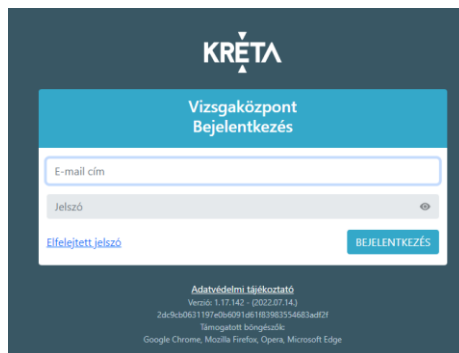 KRÉTA
Vizsgaközpont
Bejelentkezés
E-mail cím
Jelszó
Elfelejtett jelszó
BEJELENTKEZÉS
Adatvédelmi tájékoztató
Verzió: 1.17.142 - (2022.07.14.)
2dc9cb0631197e0b6091d61f83983554683adf2f
Támogatott böngészők:
Google Chrome, Mozilla Firefox, Opera, Microsoft Edge